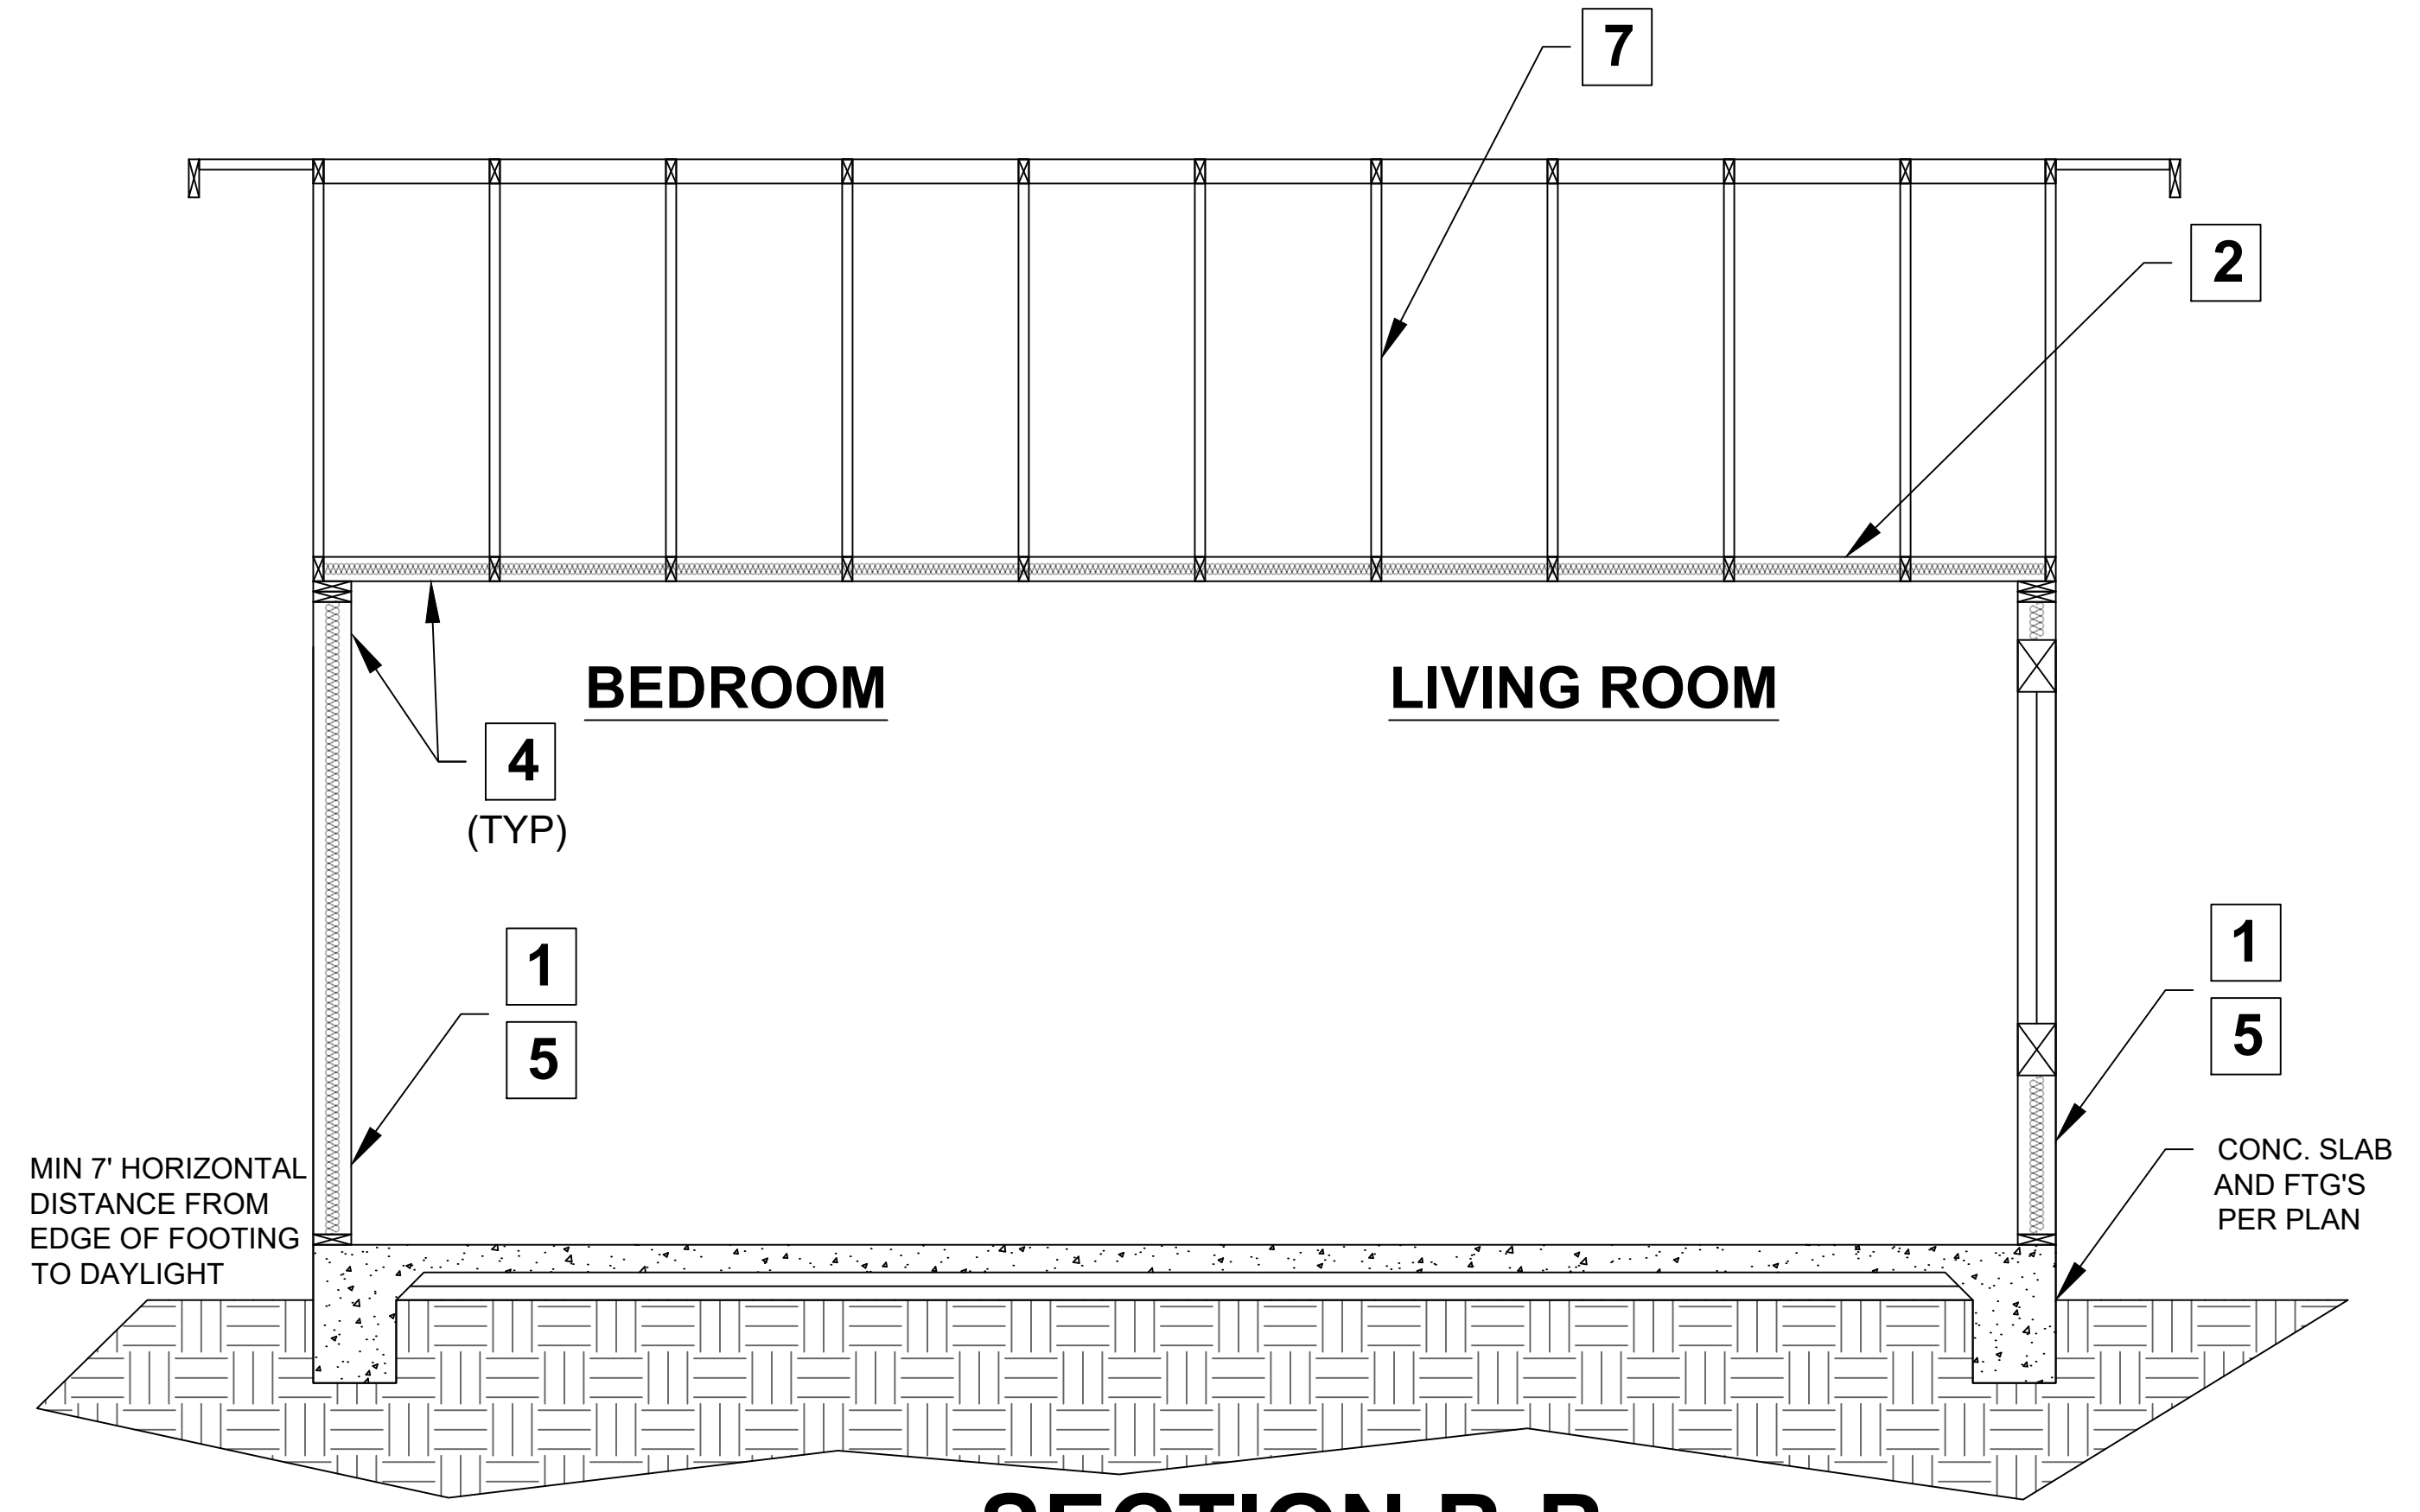 7
2
BEDROOM
LIVING ROOM
4
(TYP)
1
5
1
5
MIN 7' HORIZONTAL
DISTANCE FROM
EDGE OF FOOTING
TO DAYLIGHT
CONC. SLAB
AND FTG'S
PER PLAN
SECTION B-B